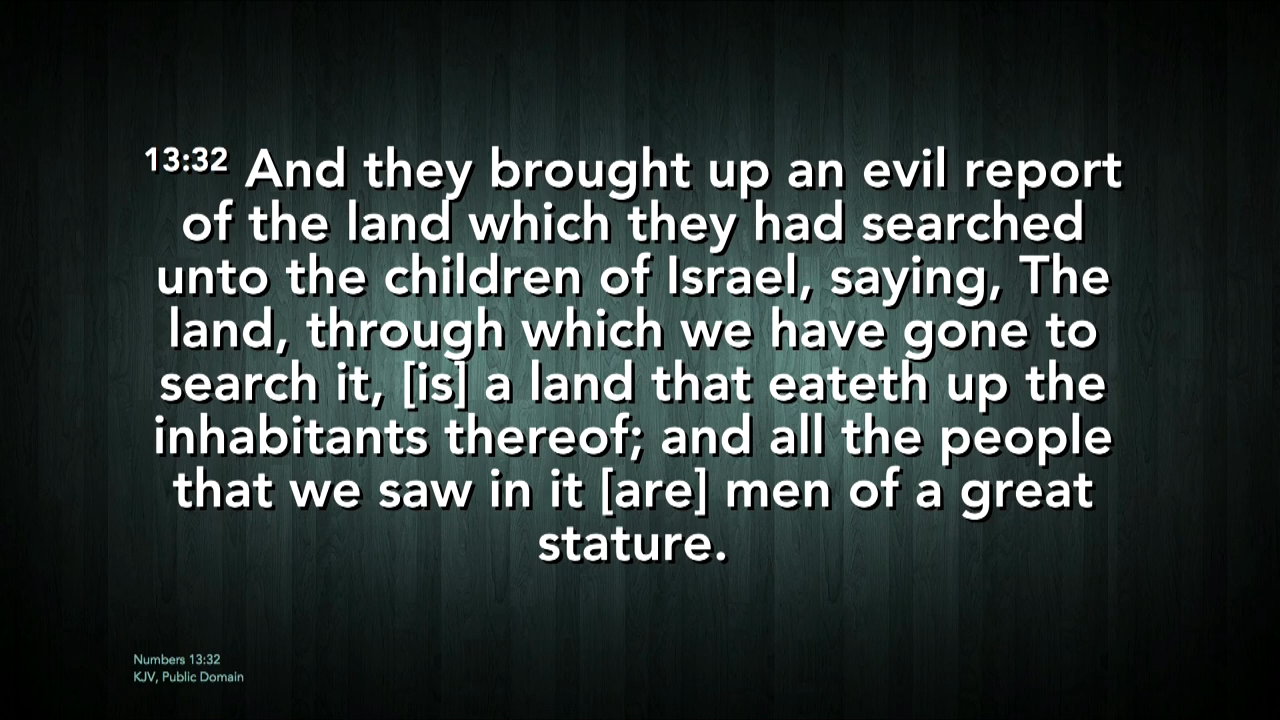 13:32 And they brought up an evil report
of the land which they had searched
unto the children of Israel, saying, The
land, through which we have gone to
search it, [is] a land that eateth up the
inhabitants thereof; and all the people
that we saw in it [are] men of a great
stature.
Numbers 13:32
KJV, Public Domain